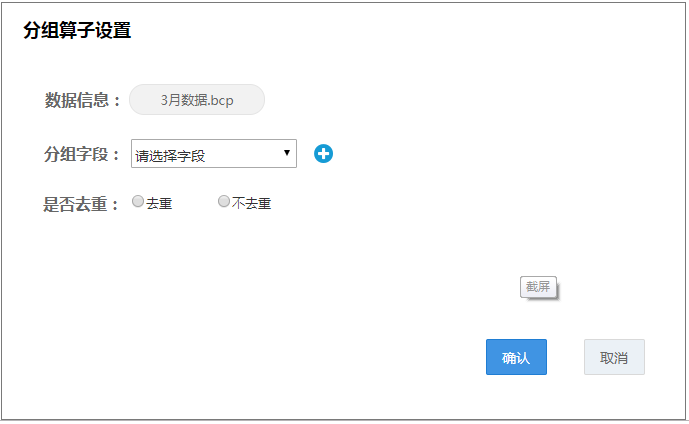 分组算子设置
数据信息： 3月数据.bcp
分组字段： 请选择字段
是否去重： 去重 不去重
截屏
确认 取消